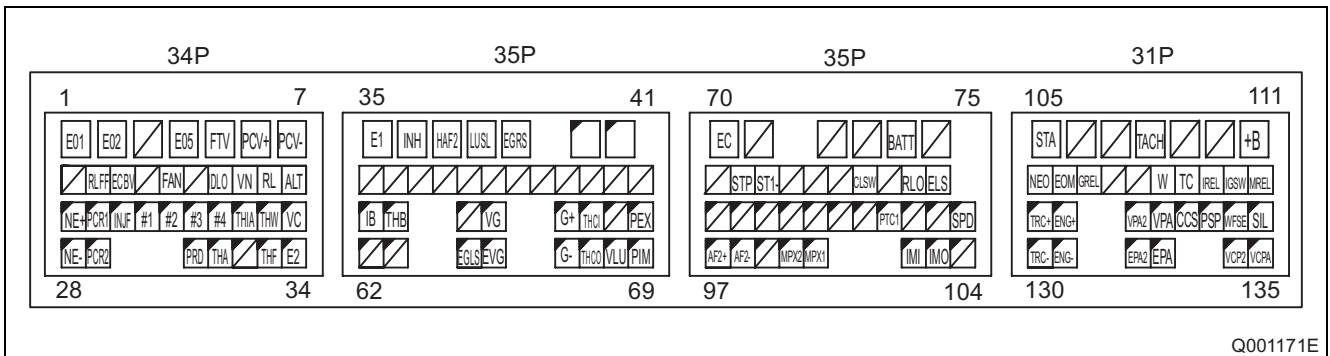 34P 35P 35P 31P
1 7 35 41 70 75 105 111
E01 E02 E05 FTV PCV+ PCV- E1 INH HAF2 LUSL EGRS EC BATT STA TACH +B
RLFF ECBV FAN DLO VN RL ALT STP ST1- CLSW RLO ELS NEO EOM GREL W TC IREL IGSW MREL
NE+ PCR1 INJF #1 #2 #3 #4 THIA THW VC IB THB VG G+ THCI PEX PTC1 SPD TRC+ ENG+ VPA2 VPA CCS PSP WFSE SIL
NE- PCR2 PRD THA THF E2 EGLS EVG G- THCO VLU PIM AF2+ AF2- MPX2 MPX1 IMI IMO TRC- ENG- EPA2 EPA VCP2 VCPA
28 34 62 69 97 104 130 135
Q001171E